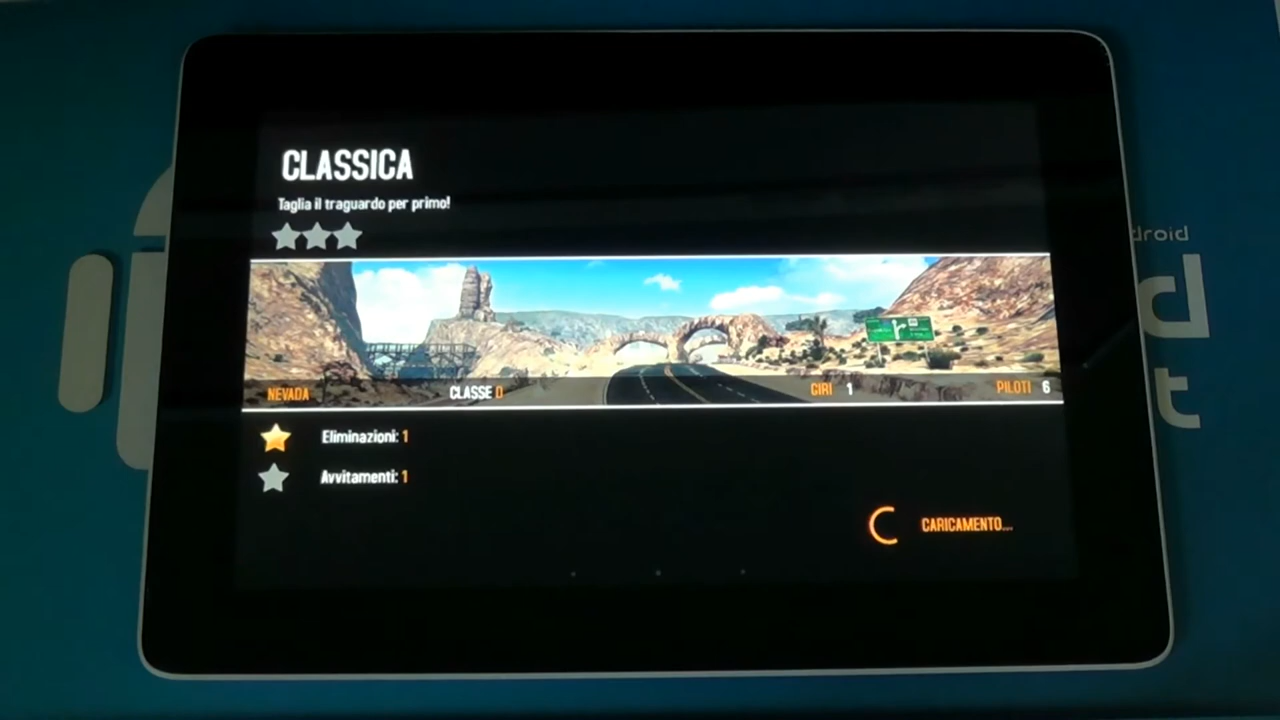 CLASSICA
Taglia il traguardo per primo!
NEVADA CLASSE D GIRI 1 PILOTI 6
Eliminazioni: 1
Avvitamenti: 1
CARICAMENTO...
droid
d
t